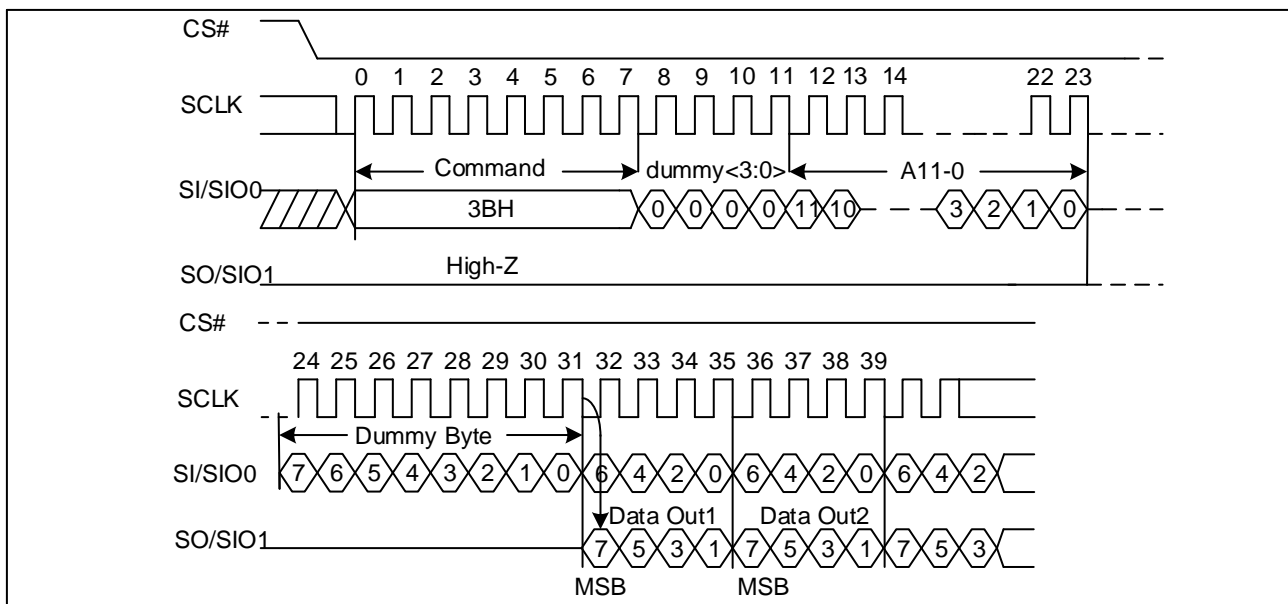 CS#
0 1 2 3 4 5 6 7 8 9 10 11 12 13 14 22 23
SCLK
Command dummy<3:0> A11-0
SI/SIO0
3BH 0 0 0 0 11 10 3 2 1 0
High-Z
SO/SIO1
CS#
24 25 26 27 28 29 30 31 32 33 34 35 36 37 38 39
SCLK
Dummy Byte
SI/SIO0 7 6 5 4 3 2 1 0 6 4 2 0 6 4 2 0 6 4 2
Data Out1 Data Out2
SO/SIO1 7 5 3 1 7 5 3 1 7 5 3
MSB MSB